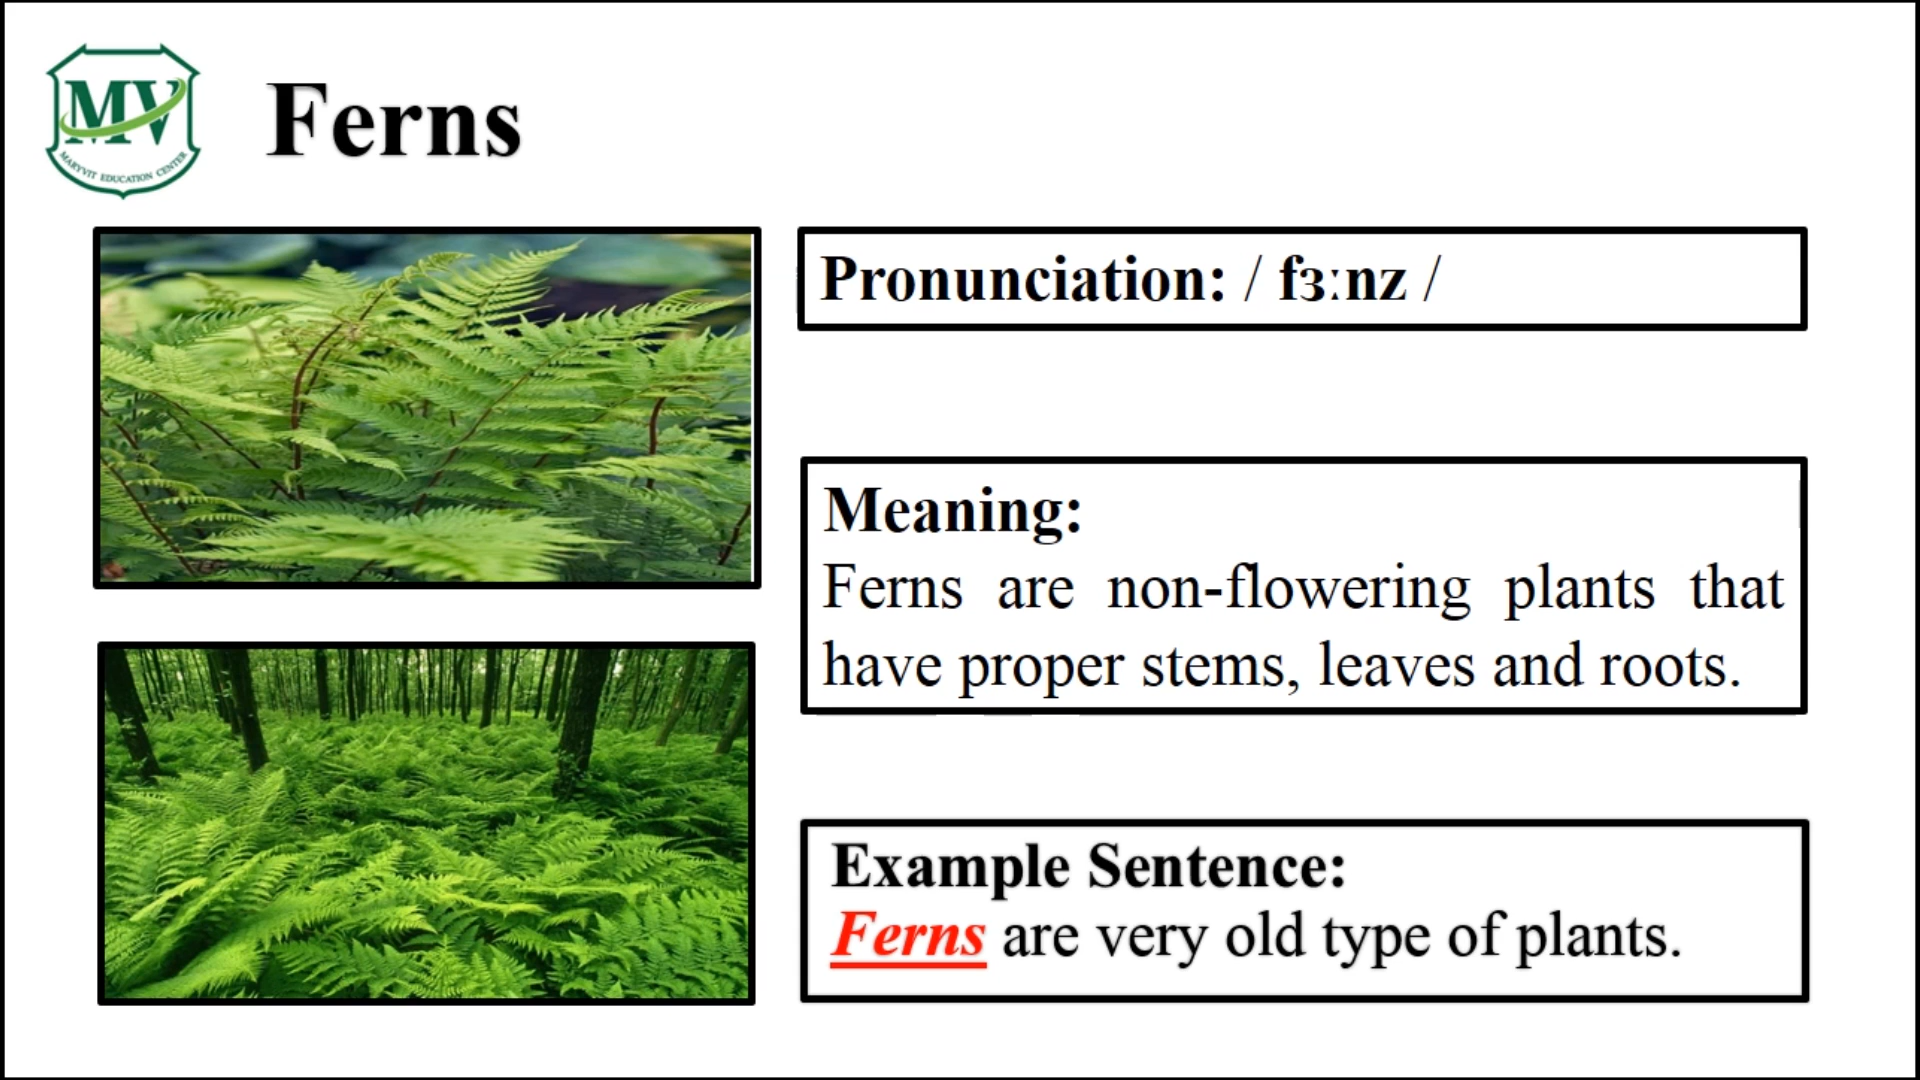 MV
MARYVIT EDUCATION CENTER
Ferns
Pronunciation: / fɜːnz /
Meaning:
Ferns are non-flowering plants that
have proper stems, leaves and roots.
Example Sentence:
Ferns are very old type of plants.